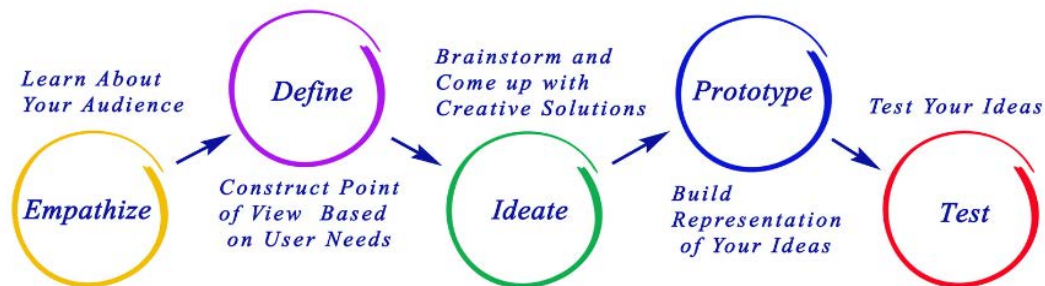 Learn About
Your Audience
Empathize
Define
Construct Point
of View Based
on User Needs
Brainstorm and
Come up with
Creative Solutions
Ideate
Prototype
Build
Representation
of Your Ideas
Test Your Ideas
Test